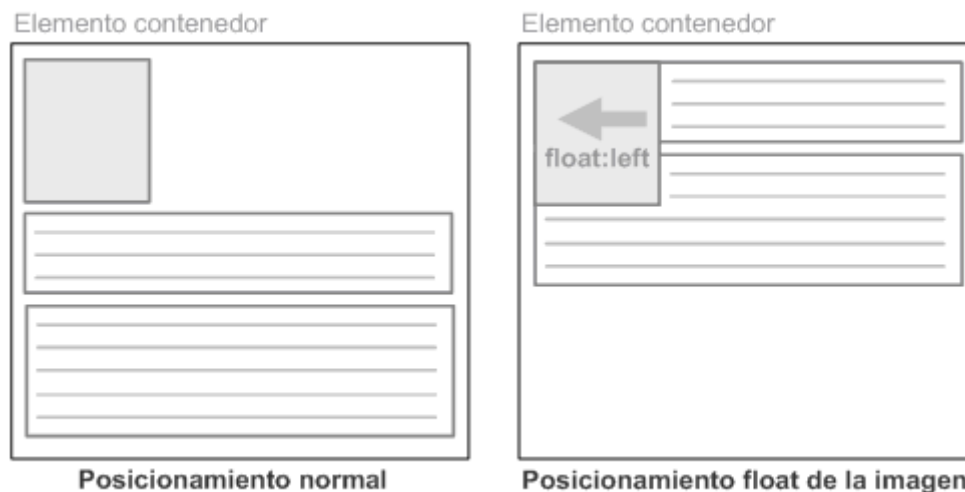 Elemento contenedor
Elemento contenedor
float:left
Posicionamiento normal
Posicionamiento float de la imagen